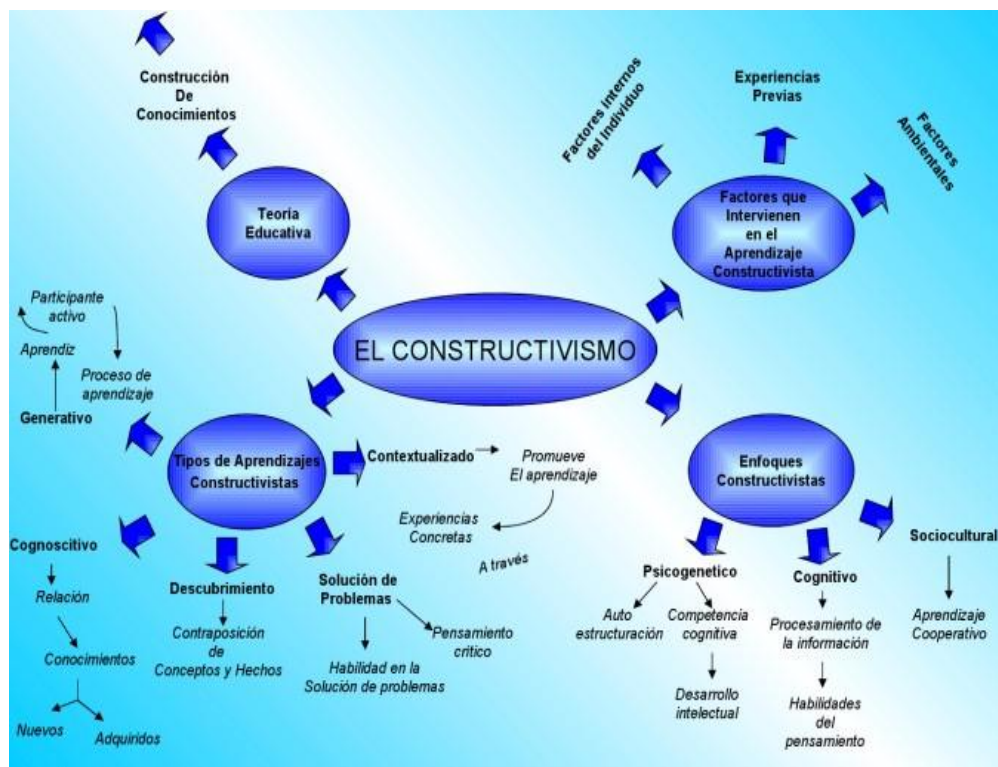 Construcción
De
Conocimientos
Teoría
Educativa
Factores internos
del individuo
Experiencias
Previas
Factores
Ambientales
Factores que
Intervienen
en el
Aprendizaje
Constructivista
EL CONSTRUCTIVISMO
Participante
activo
Aprendiz
Proceso de
aprendizaje
Generativo
Tipos de Aprendizajes
Constructivistas
Contextualizado
Promueve
El aprendizaje
Experiencias
Concretas
A través
Cognoscitivo
Relación
Conocimientos
Nuevos
Adquiridos
Descubrimiento
Contraposición
de
Conceptos y Hechos
Solución de
Problemas
Pensamiento
critico
Habilidad en la
Solución de problemas
Enfoques
Constructivistas
Psicogenetico
Auto
estructuración
Competencia
cognitiva
Desarrollo
intelectual
Cognitivo
Procesamiento de
la información
Habilidades
del
pensamiento
Sociocultural
Aprendizaje
Cooperativo